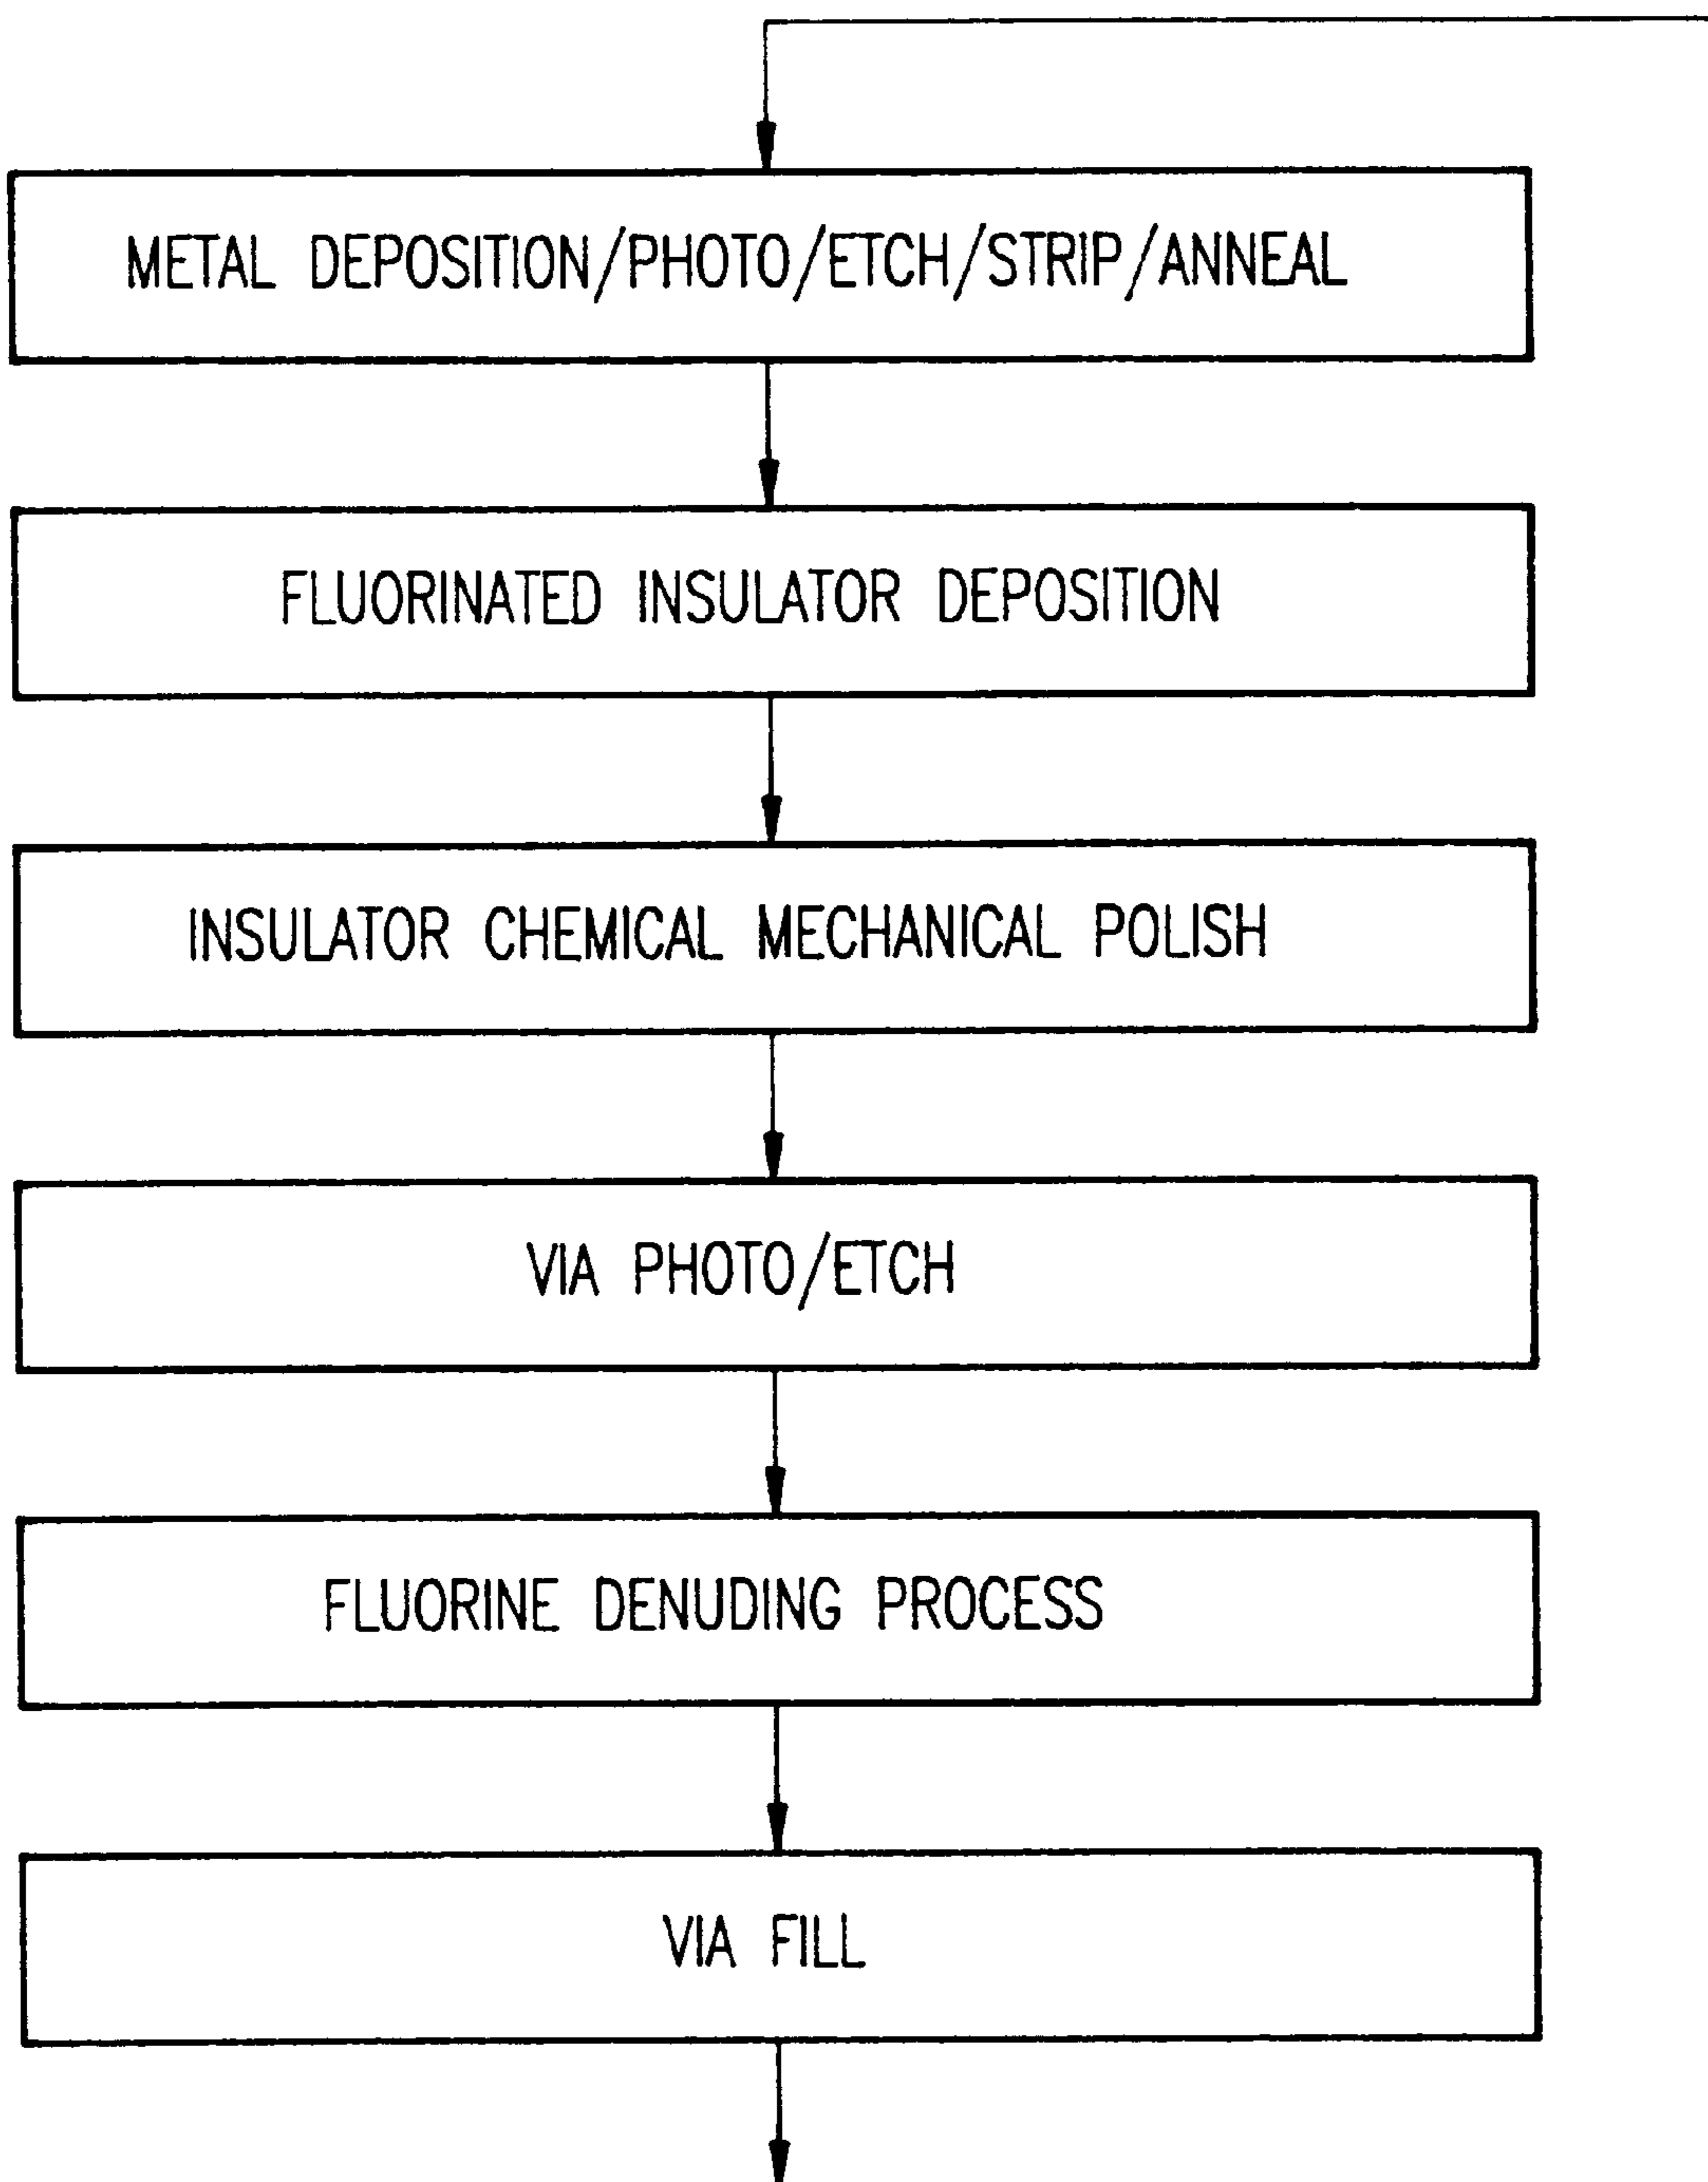 METAL DEPOSITION/PHOTO/ETCH/STRIP/ANNEAL
FLUORINATED INSULATOR DEPOSITION
INSULATOR CHEMICAL MECHANICAL POLISH
VIA PHOTO/ETCH
FLUORINE DENUDING PROCESS
VIA FILL